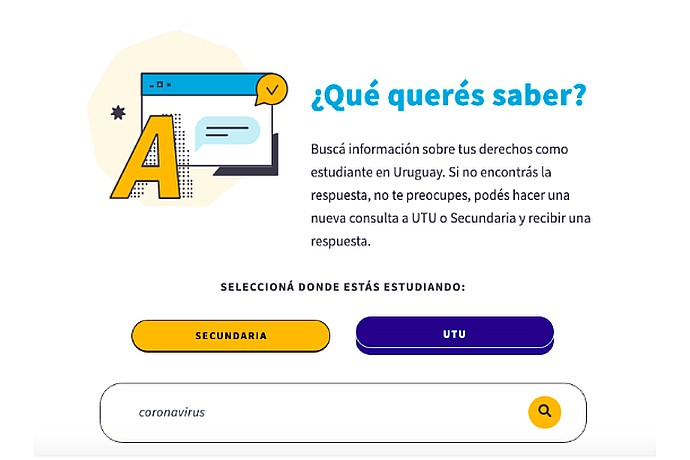 ¿Qué querés saber?
Buscá información sobre tus derechos como
estudiante en Uruguay. Si no encontrás la
respuesta, no te preocupes, podés hacer una
nueva consulta a UTU o Secundaria y recibir una
respuesta.
SELECCIONÁ DONDE ESTÁS ESTUDIANDO:
SECUNDARIA
UTU
coronavirus
A